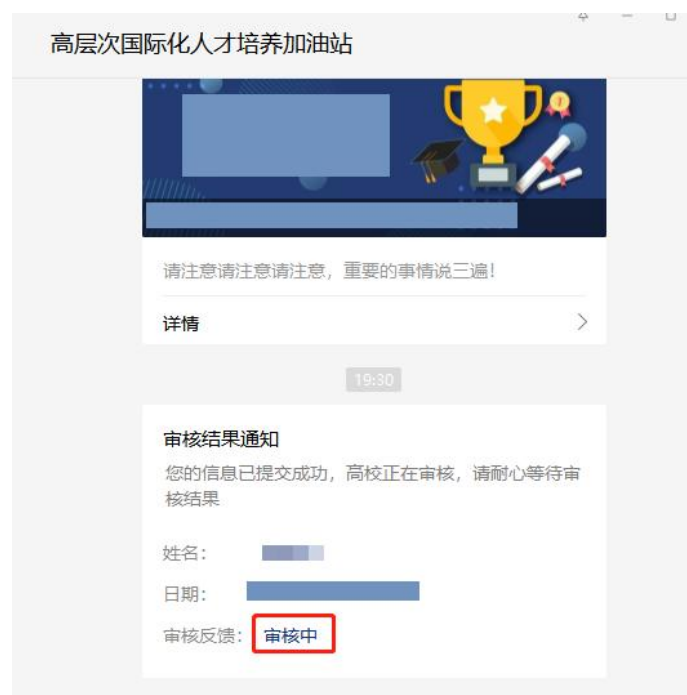 高层次国际化人才培养加油站
请注意请注意请注意，重要的事情说三遍！
详情
19:30
审核结果通知
您的信息已提交成功，高校正在审核，请耐心等待审
核结果
姓名：
日期：
审核反馈：审核中